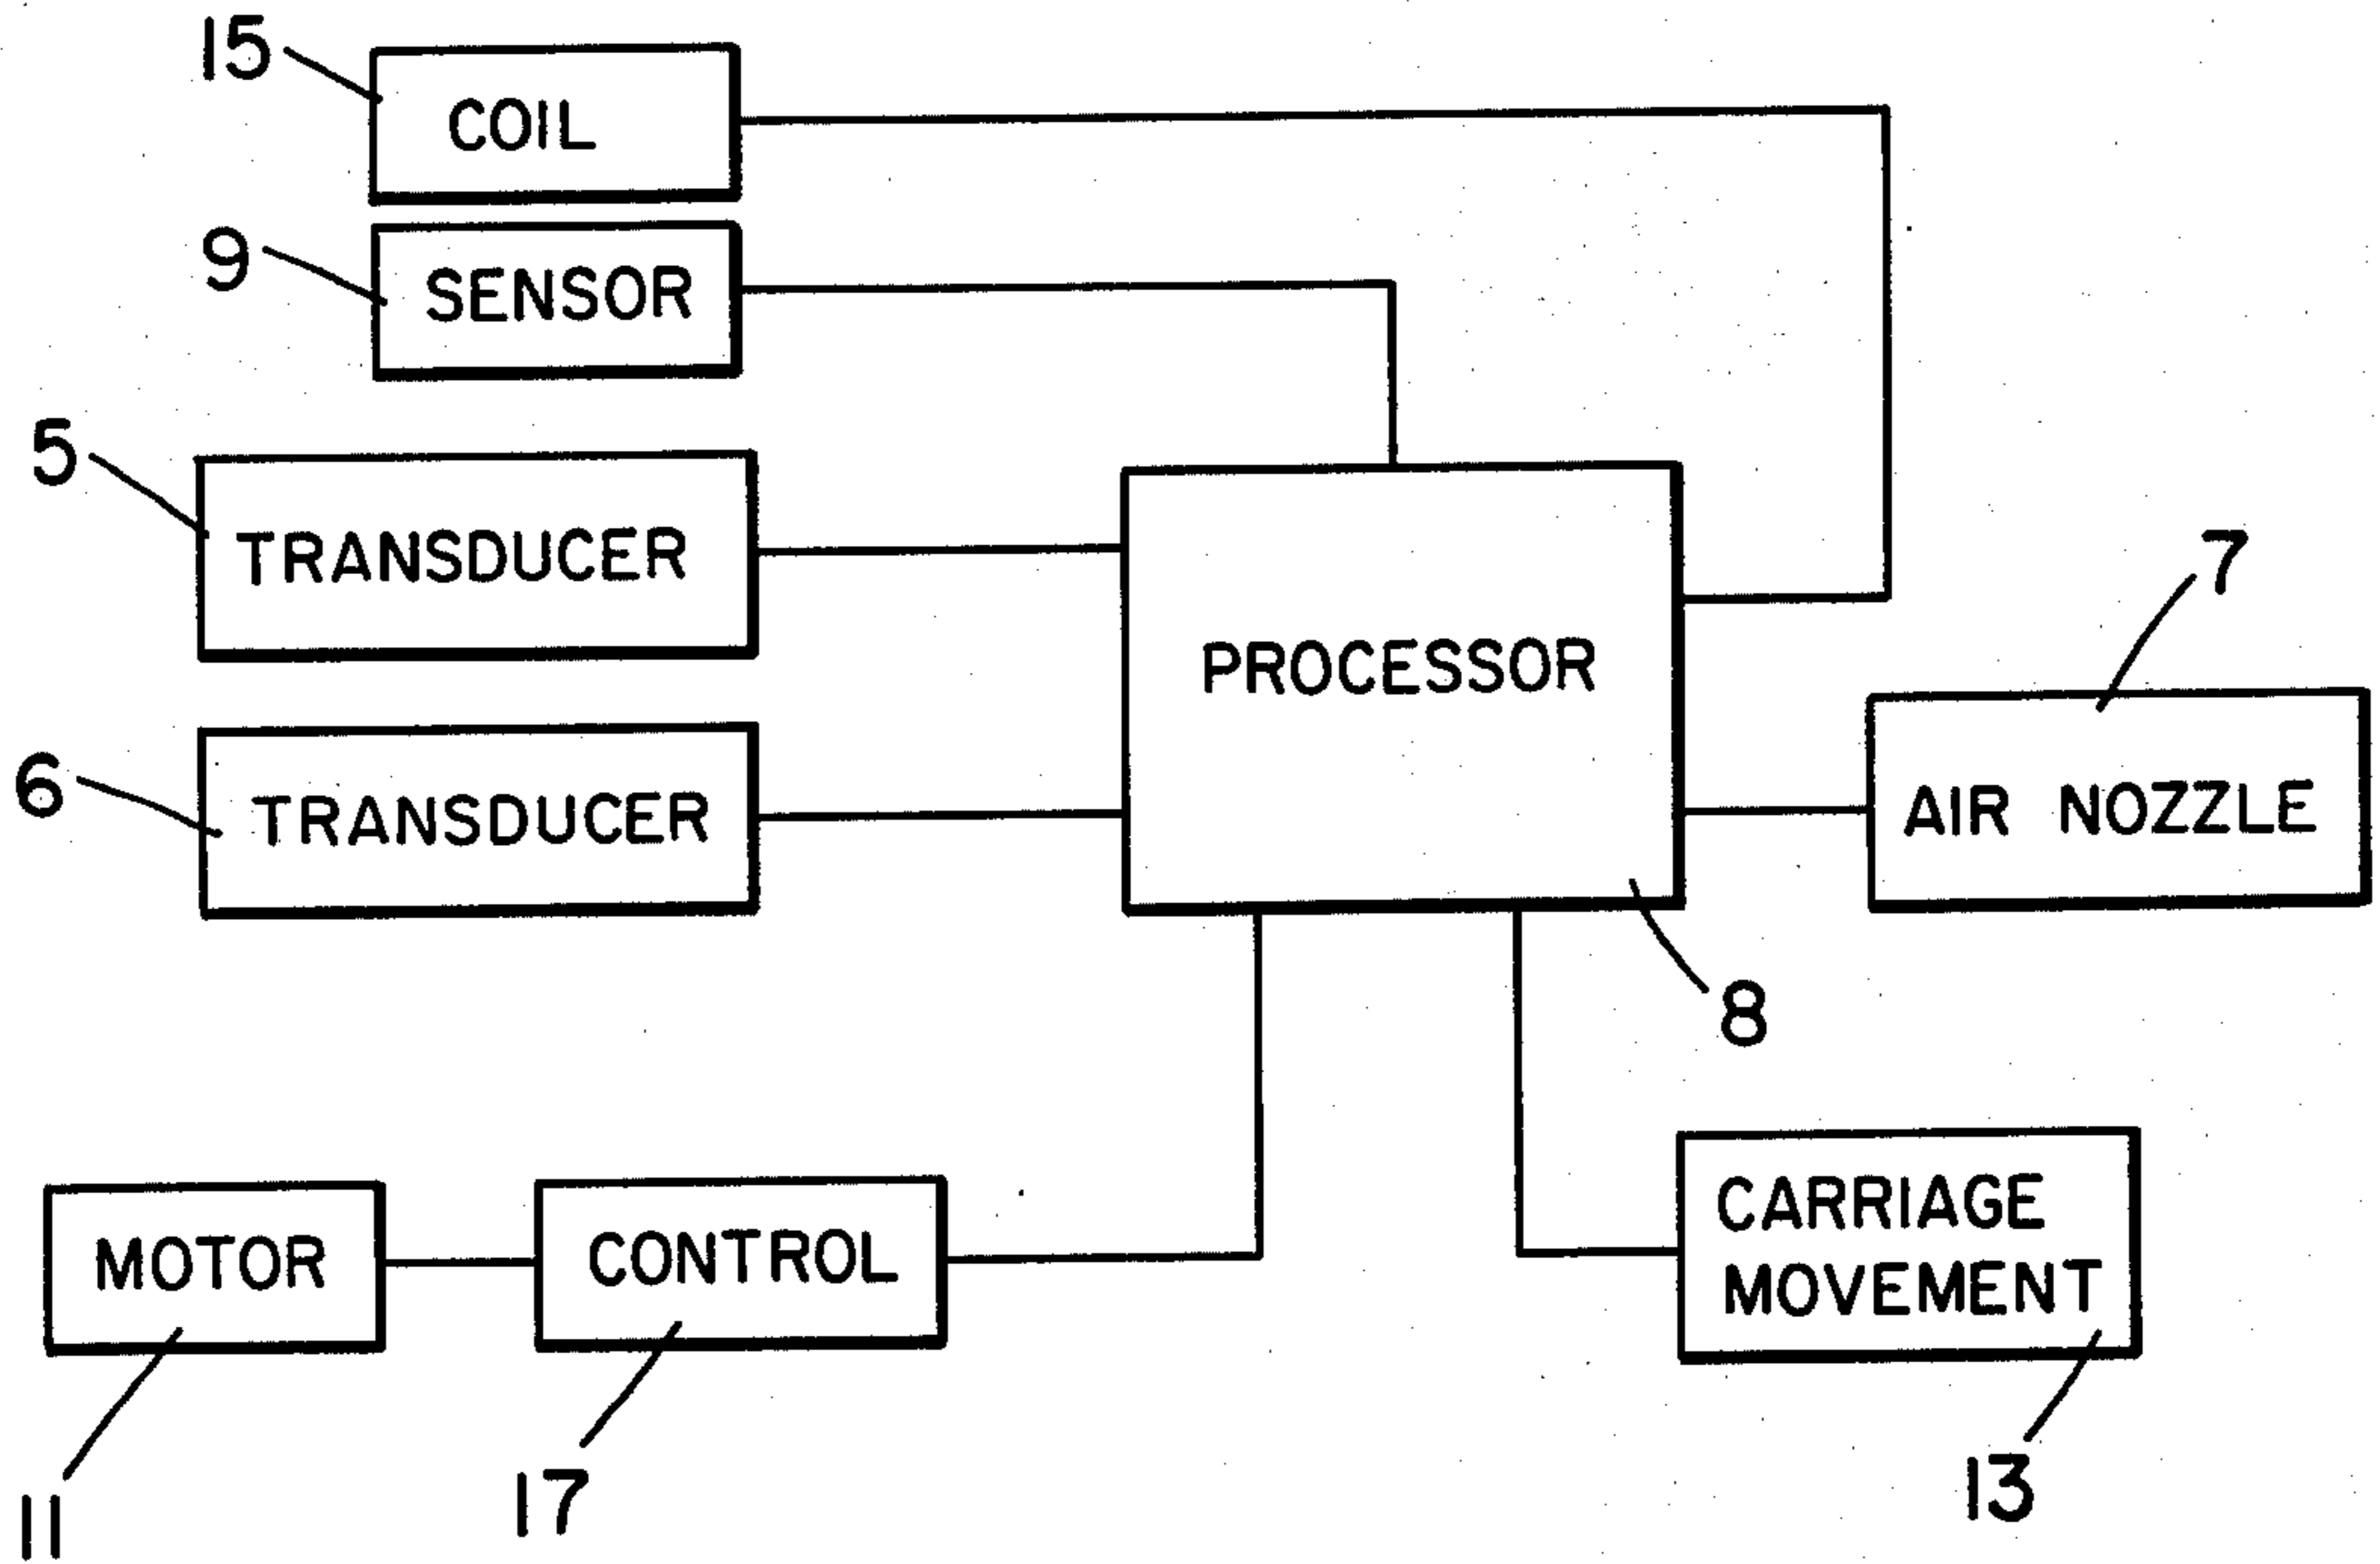 15
COIL
9
SENSOR
5
TRANSDUCER
7
PROCESSOR
6
TRANSDUCER
AIR NOZZLE
8
CARRIAGE
MOVEMENT
MOTOR
CONTROL
11
17
13